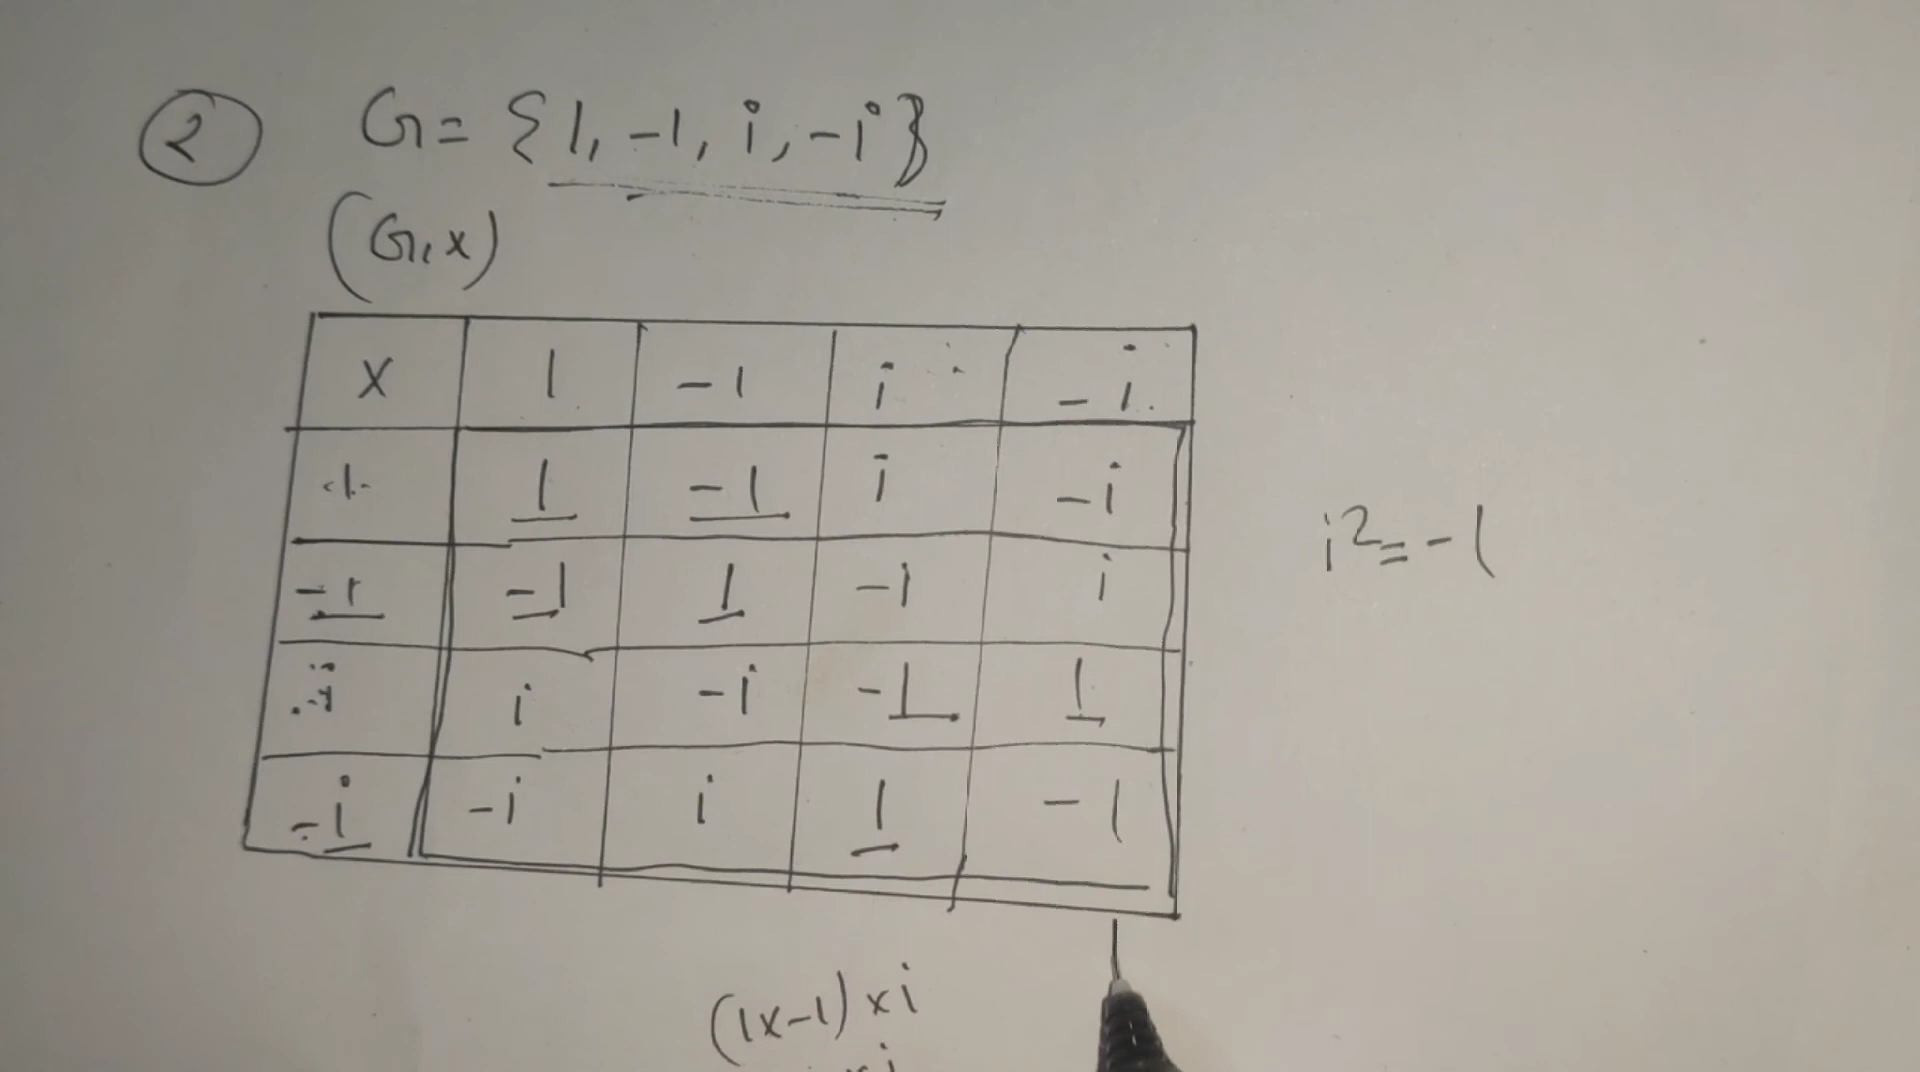 ② G = {1, -1, i, -i}
(G, x)
x 1 -1 i -i
1 1 -1 i -i
-1 -1 1 -i i
i i -i -1 1
-i -i i 1 -1
i² = -1
(1x-1) x i